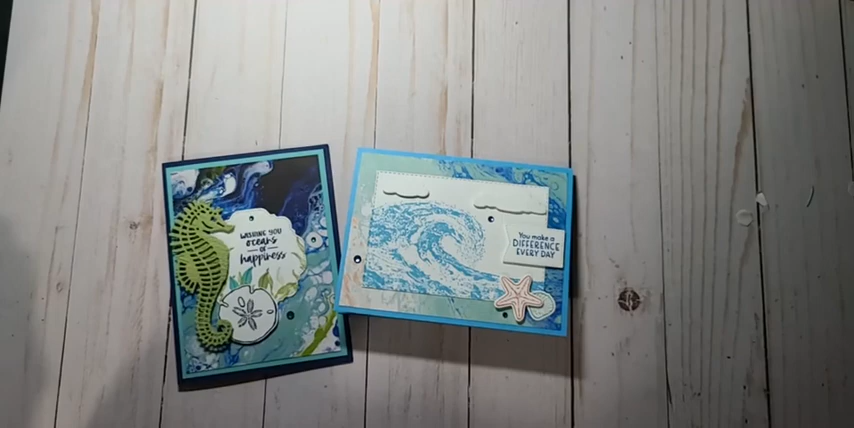 WISHING YOU
oceans
OF
happiness
You make a
DIFFERENCE
EVERY DAY